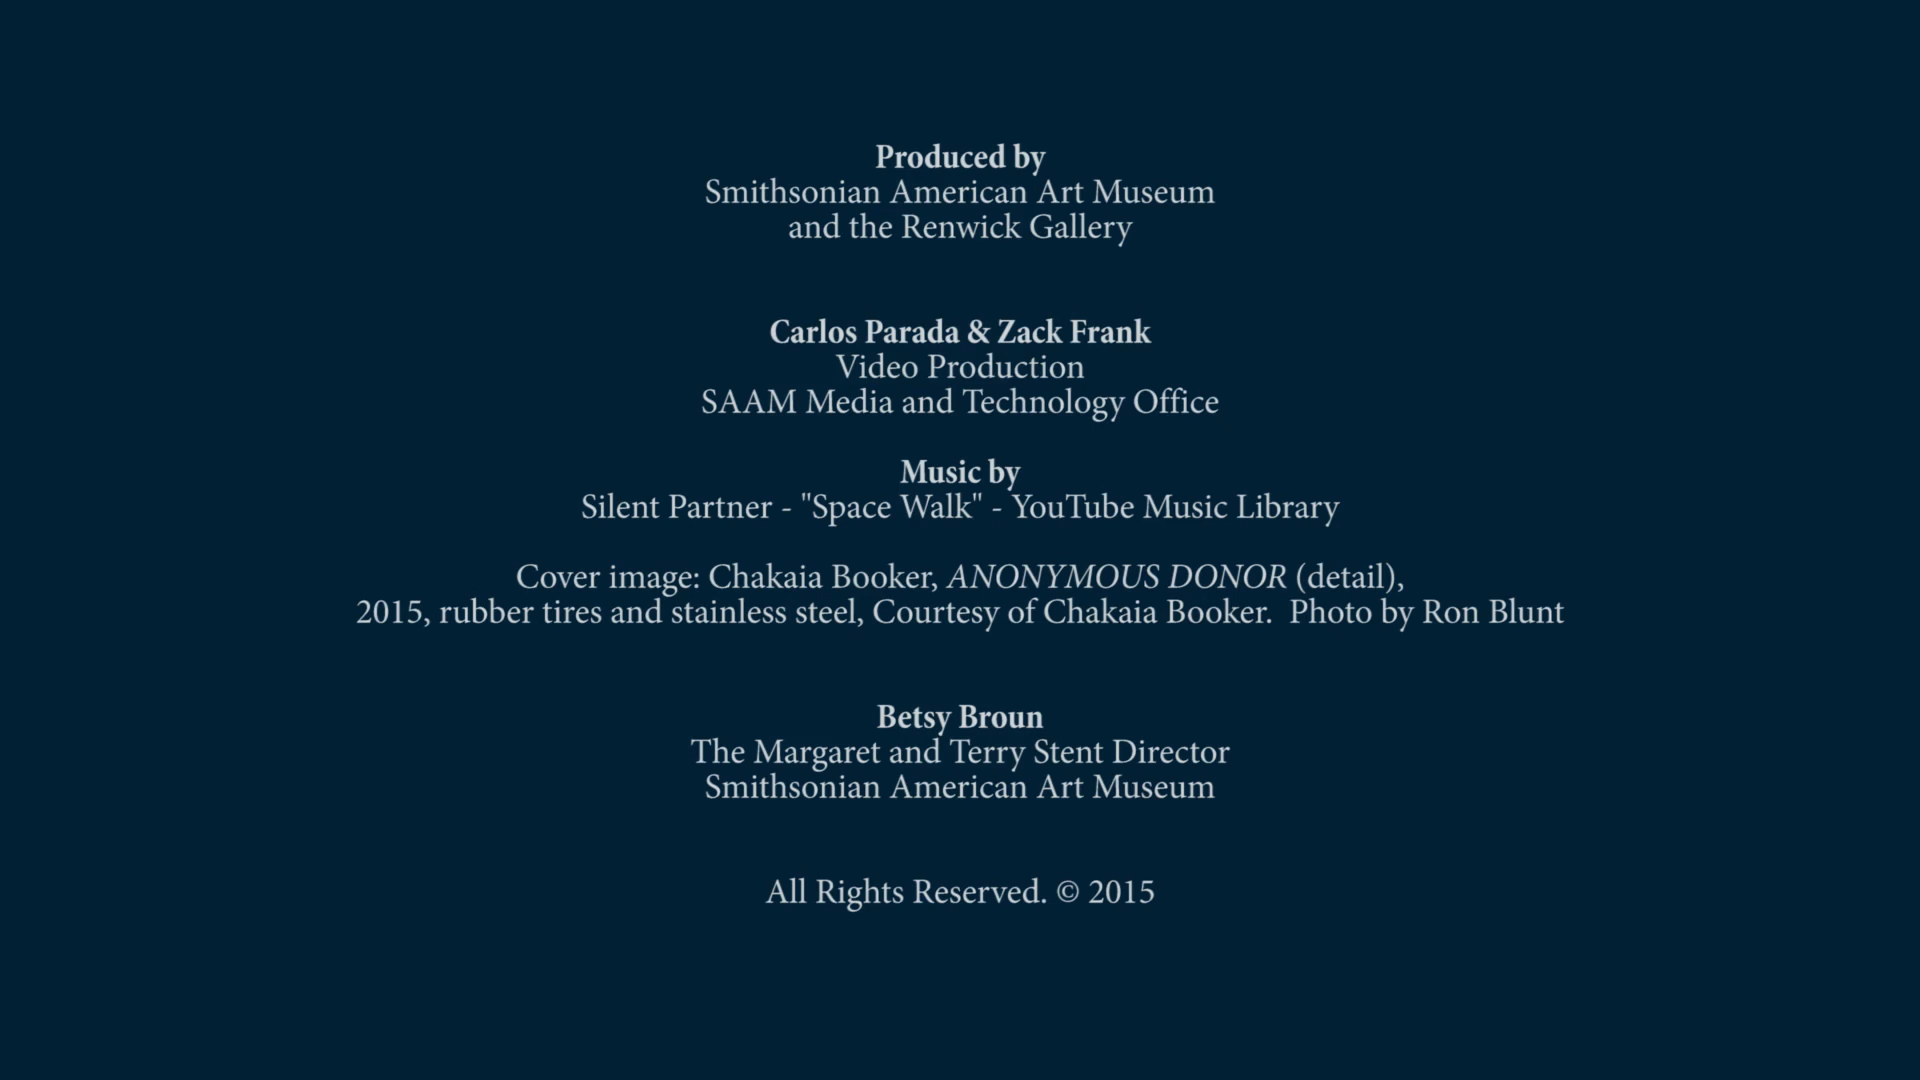 Produced by
Smithsonian American Art Museum
and the Renwick Gallery
Carlos Parada & Zack Frank
Video Production
SAAM Media and Technology Office
Music by
Silent Partner - "Space Walk" - YouTube Music Library
Cover image: Chakaia Booker, ANONYMOUS DONOR (detail),
2015, rubber tires and stainless steel, Courtesy of Chakaia Booker.  Photo by Ron Blunt
Betsy Broun
The Margaret and Terry Stent Director
Smithsonian American Art Museum
All Rights Reserved. © 2015